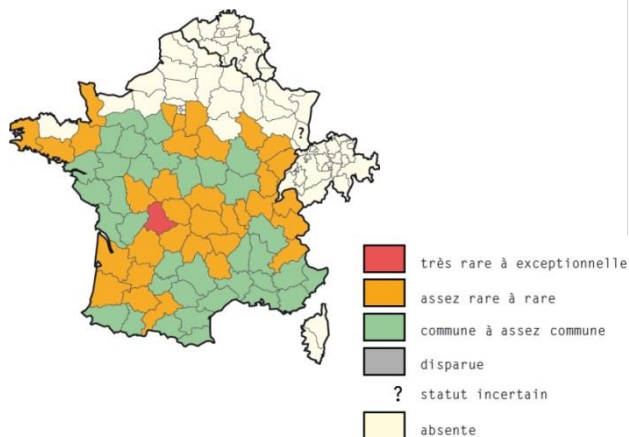 ?
très rare à exceptionnelle
assez rare à rare
commune à assez commune
disparue
? statut incertain
absente